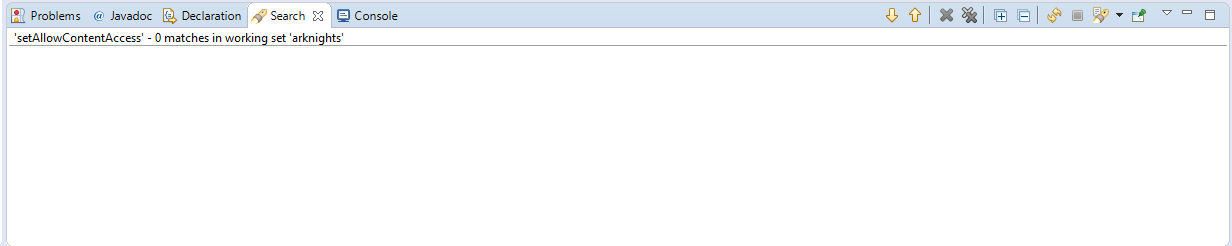 Problems @ Javadoc Declaration Search Console
'setAllowContentAccess' - 0 matches in working set 'arknights'